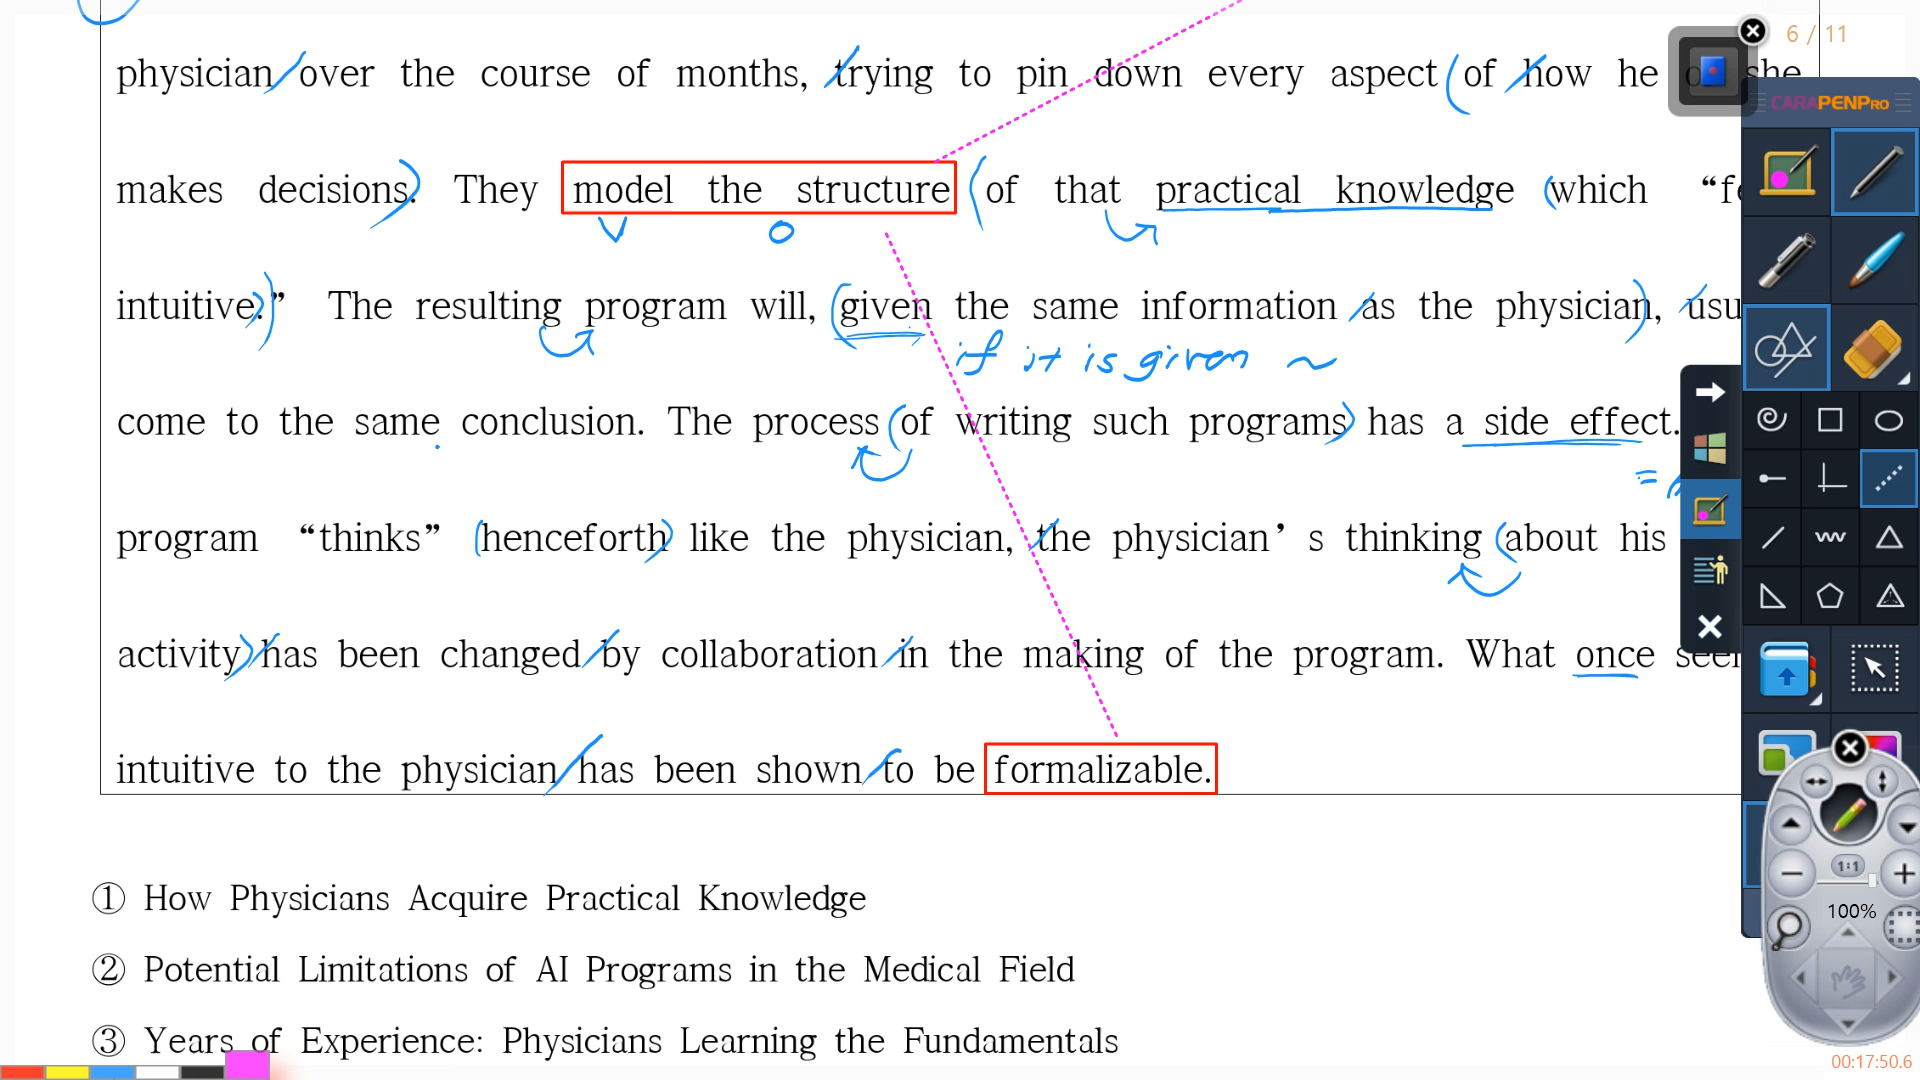 6 / 11
physician over the course of months, trying to pin down every aspect of how he she
CARAPENPRO
makes decisions. They model the structure of that practical knowledge which “fe
intuitive.” The resulting program will, given the same information as the physician, usu
if it is given ~
come to the same conclusion. The process of writing such programs has a side effect.
program “thinks” henceforth like the physician, the physician’s thinking about his
activity has been changed by collaboration in the making of the program. What once seem
intuitive to the physician has been shown to be formalizable.
1:1
100%
① How Physicians Acquire Practical Knowledge
② Potential Limitations of AI Programs in the Medical Field
③ Years of Experience: Physicians Learning the Fundamentals
00:17:50.6